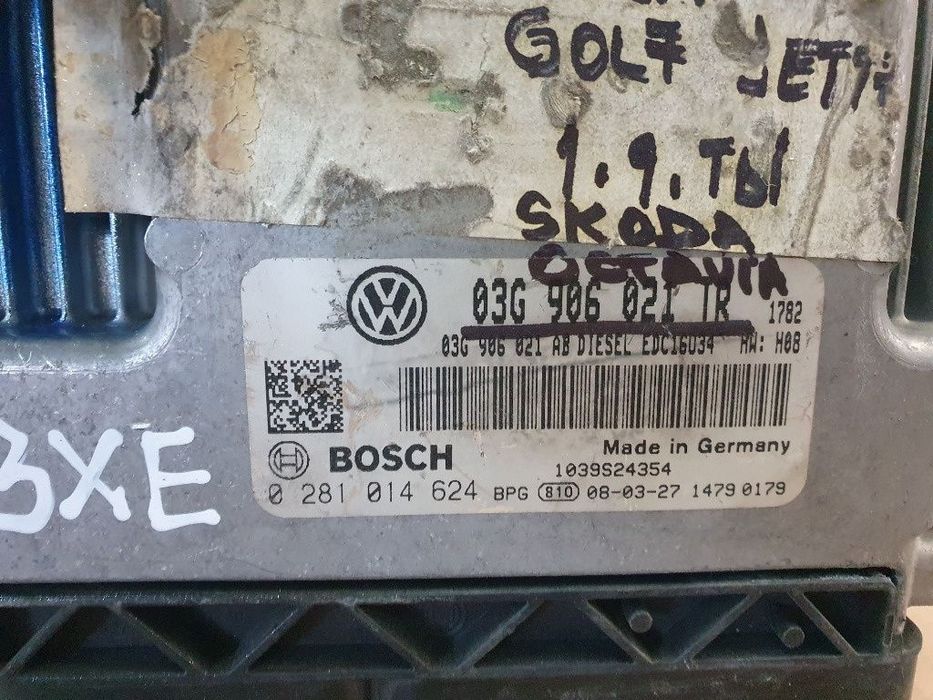 GOLF JETTA
1.9.TDI
SKODA
OCTAVIA
03G 906 021 TR 1782
03G 906 021 AB DIESEL EDC16U34 HW: H08
BOSCH
Made in Germany
1039S24354
0 281 014 624 BPG 810 08-03-27 1479 0179
BXE